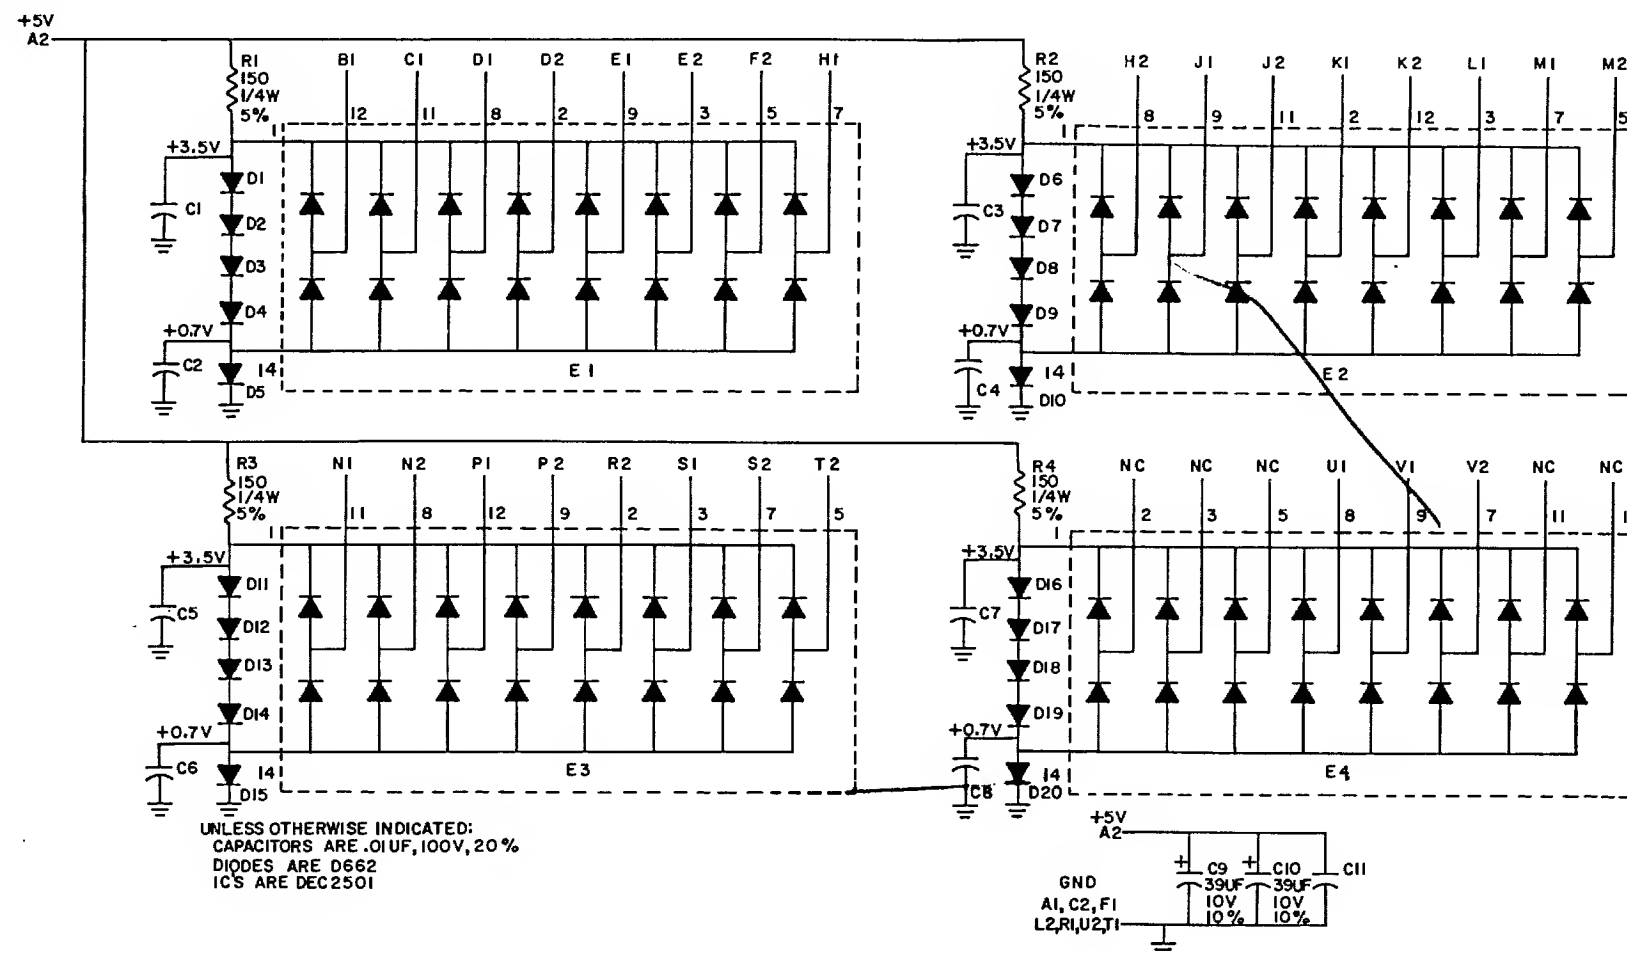 +5V
A2
R1
150
1/4W
5%
B1 C1 D1 D2 E1 E2 F2 H1
1 12 11 8 2 9 3 5 7
+3.5V
D1
C1
D2
D3
D4
+0.7V
C2
14
D5
E1
R2
150
1/4W
5%
H2 J1 J2 K1 K2 L1 M1 M2
1 8 9 11 2 12 3 7 5
+3.5V
D6
C3
D7
D8
D9
+0.7V
C4
14
D10
E2
R3
150
1/4W
5%
N1 N2 P1 P2 R2 S1 S2 T2
1 11 8 12 9 2 3 7 5
+3.5V
D11
C5
D12
D13
D14
+0.7V
C6
14
D15
E3
R4
150
1/4W
5%
NC NC NC U1 V1 V2 NC NC
1 2 3 5 8 9 7 11
+3.5V
D16
C7
D17
D18
D19
+0.7V
C8
14
D20
E4
UNLESS OTHERWISE INDICATED:
CAPACITORS ARE .01UF, 100V, 20%
DIODES ARE D662
IC'S ARE DEC2501
+5V
A2
+ C9
39UF
10V
10%
+ C10
39UF
10V
10%
C11
GND
A1, C2, F1
L2,R1,U2,T1